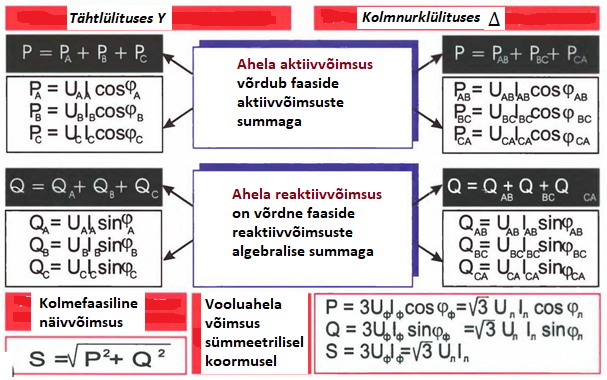 Tähtlülituses Y
Kolmnurklülituses Δ
P = P_A + P_B + P_C
Ahela aktiivvõimsus
võrdub faaside
aktiivvõimsuste
summaga
P = P_AB + P_BC + P_CA
P_A = U_A I_A cosφ_A
P_B = U_B I_B cosφ_B
P_C = U_C I_C cosφ_C
P_AB = U_AB I_AB cosφ_AB
P_BC = U_BC I_BC cosφ_BC
P_CA = U_CA I_CA cosφ_CA
Q = Q_A + Q_B + Q_C
Ahela reaktiivvõimsus
on võrdne faaside
reaktiivvõimsuste
algebralise summaga
Q = Q_AB + Q_BC + Q_CA
Q_A = U_A I_A sinφ_A
Q_B = U_B I_B sinφ_B
Q_C = U_C I_C sinφ_C
Q_AB = U_AB I_AB sinφ_AB
Q_BC = U_BC I_BC sinφ_BC
Q_CA = U_CA I_CA sinφ_CA
Kolmefaasiline
näivvõimsus
Vooluahela
võimsus
sümmeetrilisel
koormusel
S = √P² + Q²
P = 3U_ф I_ф cosφ_ф = √3 U_л I_л cosφ_л
Q = 3U_ф I_ф sinφ_ф = √3 U_л I_л sinφ_л
S = 3U_ф I_ф = √3 U_л I_л